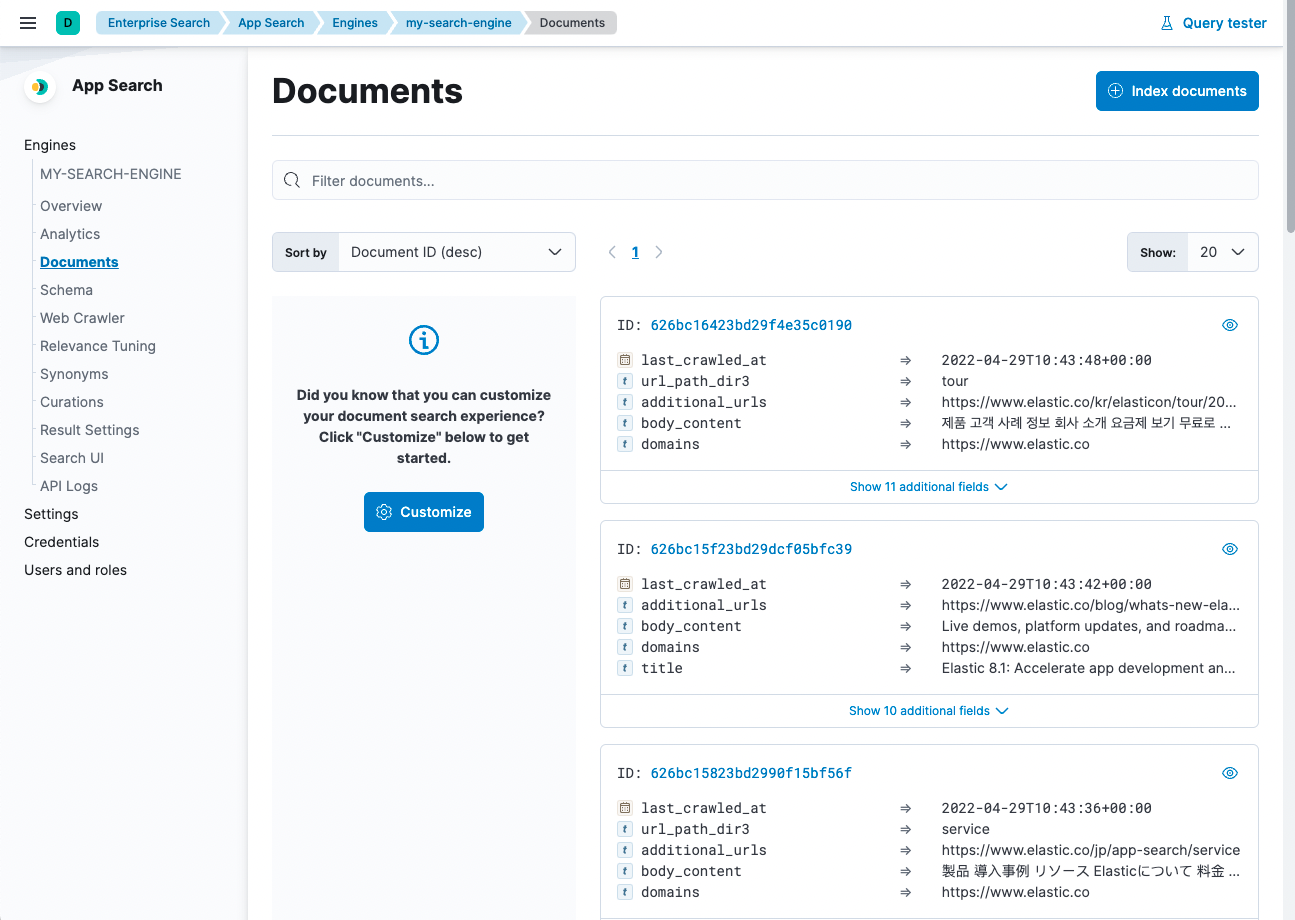 D Enterprise Search App Search Engines my-search-engine Documents Query tester
App Search
Engines
MY-SEARCH-ENGINE
Overview
Analytics
Documents
Schema
Web Crawler
Relevance Tuning
Synonyms
Curations
Result Settings
Search UI
API Logs
Settings
Credentials
Users and roles
Documents
Index documents
Filter documents...
Sort by Document ID (desc) 1 Show: 20
Did you know that you can customize
your document search experience?
Click "Customize" below to get
started.
Customize
ID: 626bc16423bd29f4e35c0190
last_crawled_at ⇒ 2022-04-29T10:43:48+00:00
t url_path_dir3 ⇒ tour
t additional_urls ⇒ https://www.elastic.co/kr/elasticon/tour/20...
t body_content ⇒ 제품 고객 사례 정보 회사 소개 요금제 보기 무료로 ...
t domains ⇒ https://www.elastic.co
Show 11 additional fields
ID: 626bc15f23bd29dcf05bfc39
last_crawled_at ⇒ 2022-04-29T10:43:42+00:00
t additional_urls ⇒ https://www.elastic.co/blog/whats-new-ela...
t body_content ⇒ Live demos, platform updates, and roadma...
t domains ⇒ https://www.elastic.co
t title ⇒ Elastic 8.1: Accelerate app development an...
Show 10 additional fields
ID: 626bc15823bd2990f15bf56f
last_crawled_at ⇒ 2022-04-29T10:43:36+00:00
t url_path_dir3 ⇒ service
t additional_urls ⇒ https://www.elastic.co/jp/app-search/service
t body_content ⇒ 製品 導入事例 リソース Elasticについて 料金 ...
t domains ⇒ https://www.elastic.co